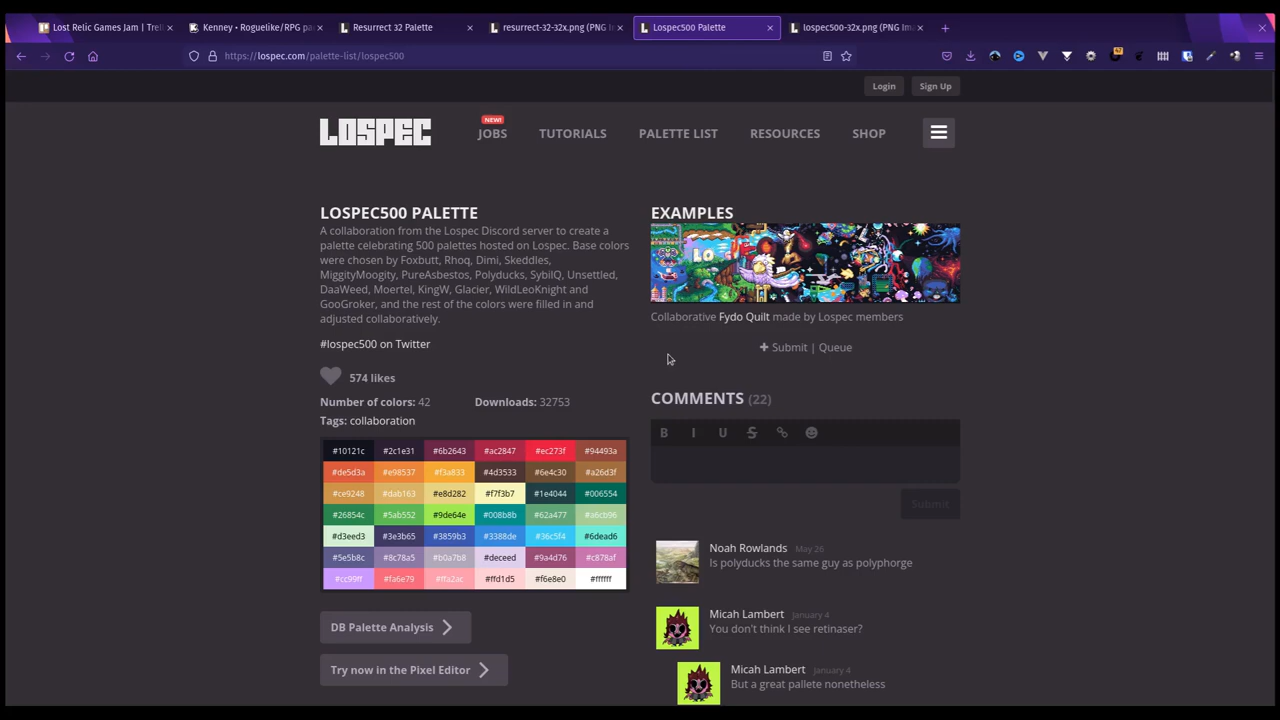 Lost Relic Games Jam | Trel
Kenney • Roguelike/RPG pa
Resurrect 32 Palette
resurrect-32-32x.png (PNG Im
Lospec500 Palette
lospec500-32x.png (PNG Ima
https://lospec.com/palette-list/lospec500
Login
Sign Up
LOSPEC
NEW!
JOBS
TUTORIALS
PALETTE LIST
RESOURCES
SHOP
LOSPEC500 PALETTE
A collaboration from the Lospec Discord server to create a
palette celebrating 500 palettes hosted on Lospec. Base colors
were chosen by Foxbutt, Rhoq, Dimi, Skeddles,
MiggityMoogity, PureAsbestos, Polyducks, SybilQ, Unsettled,
DaaWeed, Moertel, KingW, Glacier, WildLeoKnight and
GooGroker, and the rest of the colors were filled in and
adjusted collaboratively.
#lospec500 on Twitter
574 likes
Number of colors: 42
Downloads: 32753
Tags: collaboration
#10121c #2c1e31 #6b2643 #ac2847 #ec273f #94493a
#de5d3a #e98537 #f3a833 #4d3533 #6e4c30 #a26d3f
#ce9248 #dab163 #e8d282 #f7f3b7 #1e4044 #006554
#26854c #5ab552 #9de64e #008b8b #62a477 #a6cb96
#d3eed3 #3e3b65 #3859b3 #3388de #36c5f4 #6dead6
#5e5b8c #8c78a5 #b0a7b8 #deceed #9a4d76 #c878af
#cc99ff #fa6e79 #ffa2ac #ffd1d5 #f6e8e0 #ffffff
DB Palette Analysis
Try now in the Pixel Editor
EXAMPLES
LO
Collaborative Fydo Quilt made by Lospec members
Submit | Queue
COMMENTS (22)
B I U S
Submit
Noah Rowlands May 26
Is polyducks the same guy as polyphorge
Micah Lambert January 4
You don't think I see retinaser?
Micah Lambert January 4
But a great pallete nonetheless